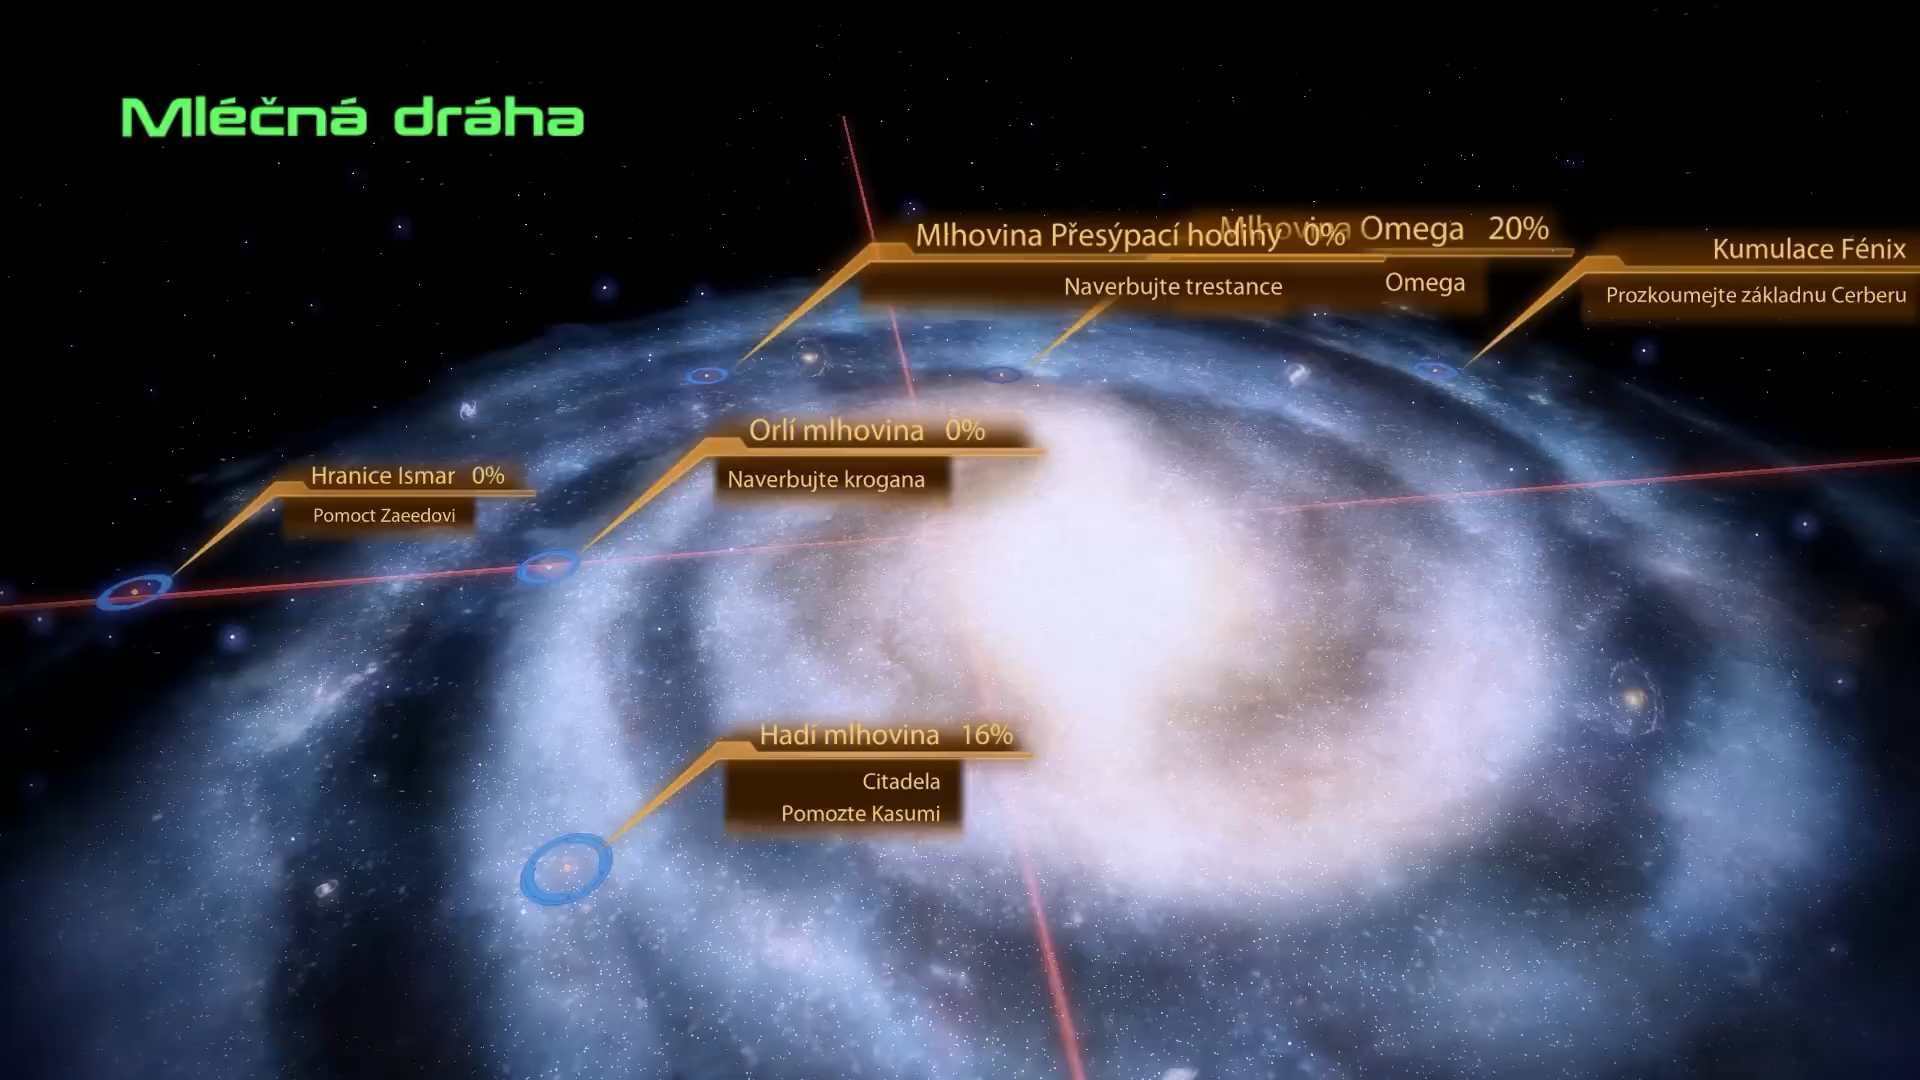 Mléčná dráha
Mlhovina Přesýpací hodiny 0%
Naverbujte trestance
Mlhovina Omega 20%
Omega
Kumulace Fénix
Prozkoumejte základnu Cerberu
Orlí mlhovina 0%
Naverbujte krogana
Hranice Ismar 0%
Pomoct Zaeedovi
Hadí mlhovina 16%
Citadela
Pomozte Kasumi